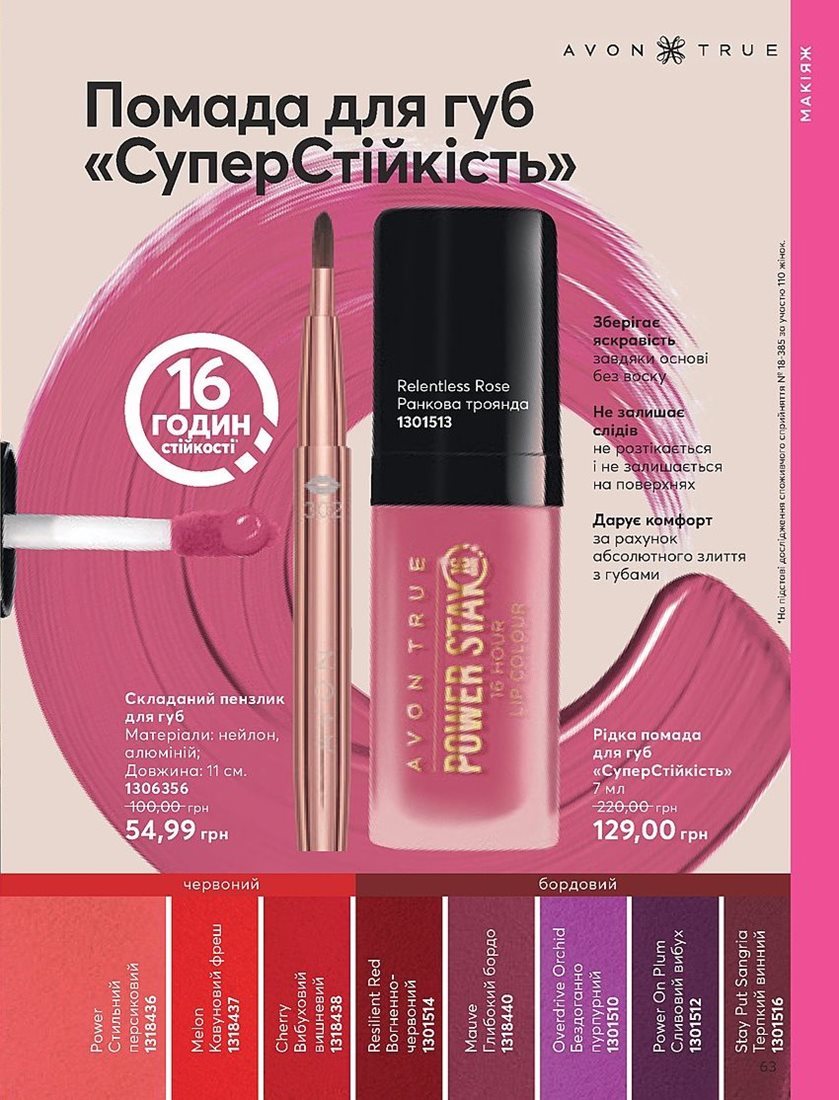 AVON TRUE
МАКІЯЖ
Помада для губ
«СуперСтійкість»
16
ГОДИН
СТІЙКОСТІ*
Relentless Rose
Ранкова троянда
1301513
Зберігає
яскравість
завдяки основі
без воску
Не залишає
слідів
не розтікається
і не залишається
на поверхнях
Дарує комфорт
за рахунок
абсолютного злиття
з губами
*На підставі дослідження споживчого сприйняття № 18-385 за участю 110 жінок.
302
AVON
AVON TRUE
POWER STAY
16 HOUR
LIP COLOUR
Складаний пензлик
для губ
Матеріали: нейлон,
алюміній;
Довжина: 11 см.
1306356
100,00 грн
54,99 грн
Рідка помада
для губ
«СуперСтійкість»
7 мл
220,00 грн
129,00 грн
червоний
бордовий
Power
Стильний
персиковий
1318436
Melon
Кавуновий фреш
1318437
Cherry
Вибуховий
вишневий
1318438
Resilient Red
Вогненно-
червоний
1301514
Mauve
Глибокий бордо
1318440
Overdrive Orchid
Бездоганно
пурпурний
1301510
Power On Plum
Сливовий вибух
1301512
Stay Put Sangria
Терпкий винний
1301516
63